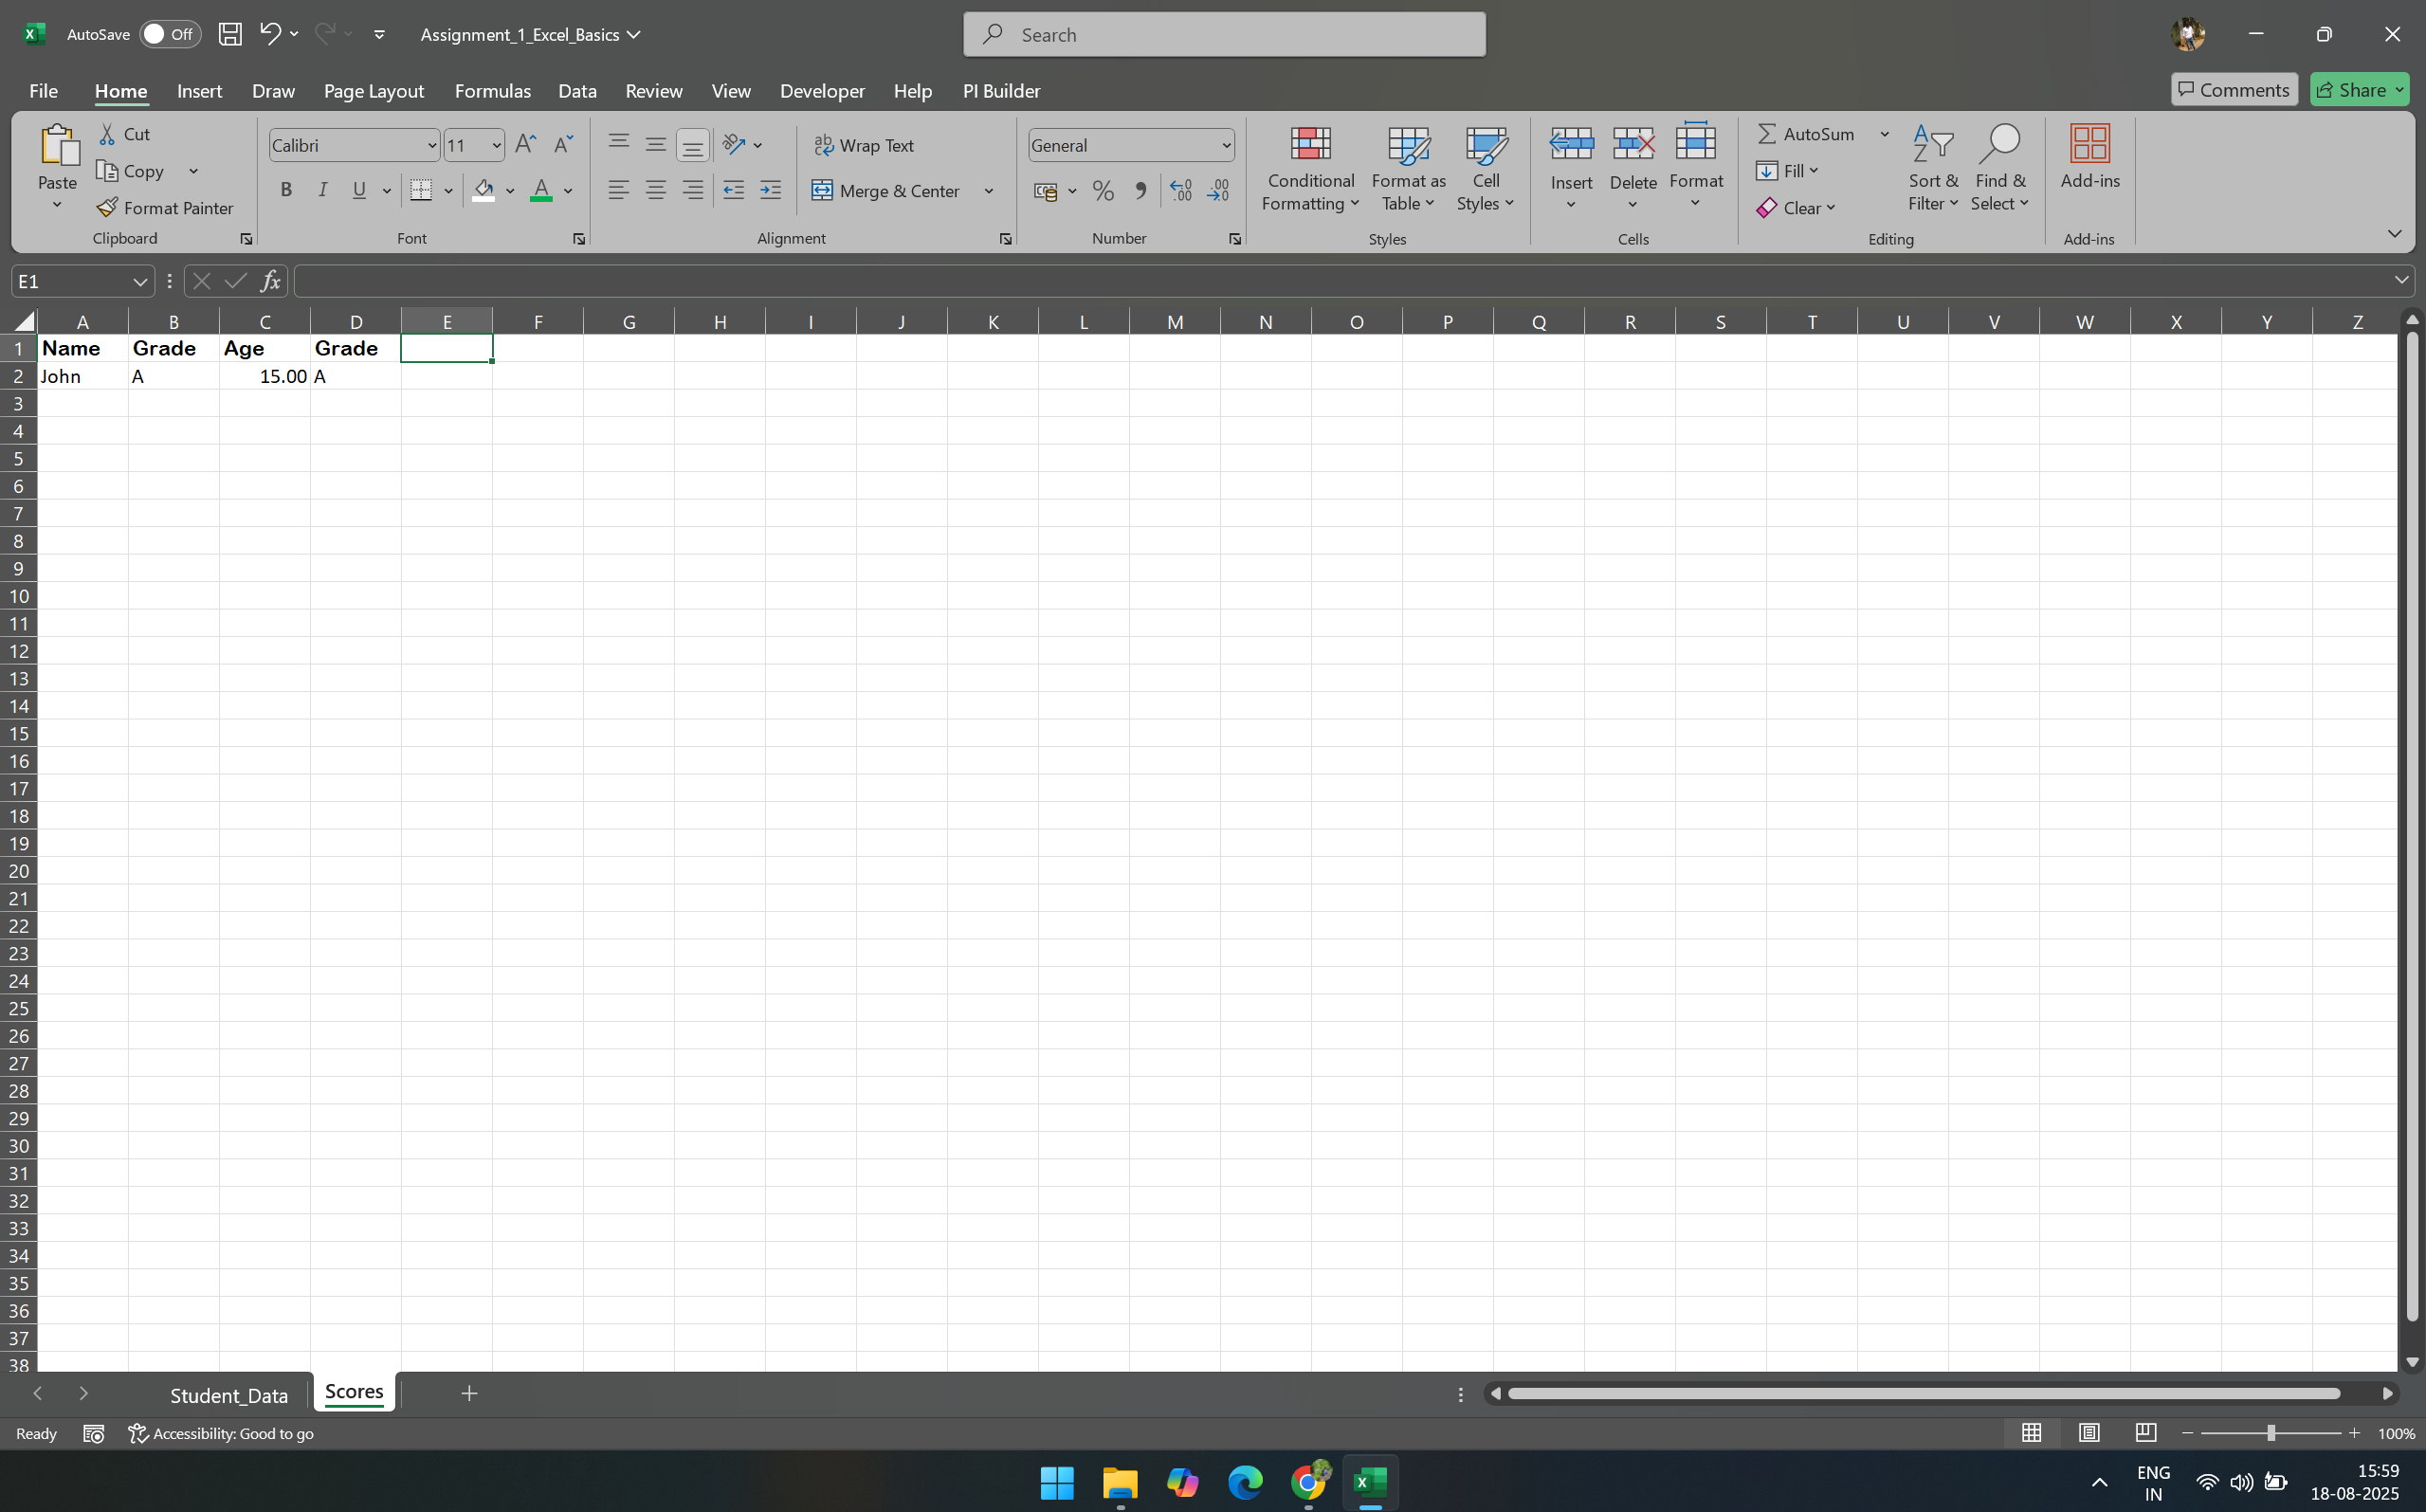 AutoSave Off Assignment_1_Excel_Basics Search
File Home Insert Draw Page Layout Formulas Data Review View Developer Help PI Builder Comments Share
Paste
Cut
Copy
Format Painter
Clipboard
Calibri 11
B I U A
Font
Wrap Text
Merge & Center
Alignment
General
Number
Conditional Formatting
Format as Table
Cell Styles
Styles
Insert
Delete
Format
Cells
AutoSum
Fill
Clear
Sort & Filter
Find & Select
Editing
Add-ins
Add-ins
E1 fx
A B C D E F G H I J K L M N O P Q R S T U V W X Y Z
1 Name Grade Age Grade
2 John A 15.00 A
3
4
5
6
7
8
9
10
11
12
13
14
15
16
17
18
19
20
21
22
23
24
25
26
27
28
29
30
31
32
33
34
35
36
37
38
Student_Data Scores
Ready Accessibility: Good to go 100%
ENG 15:59
IN 18-08-2025